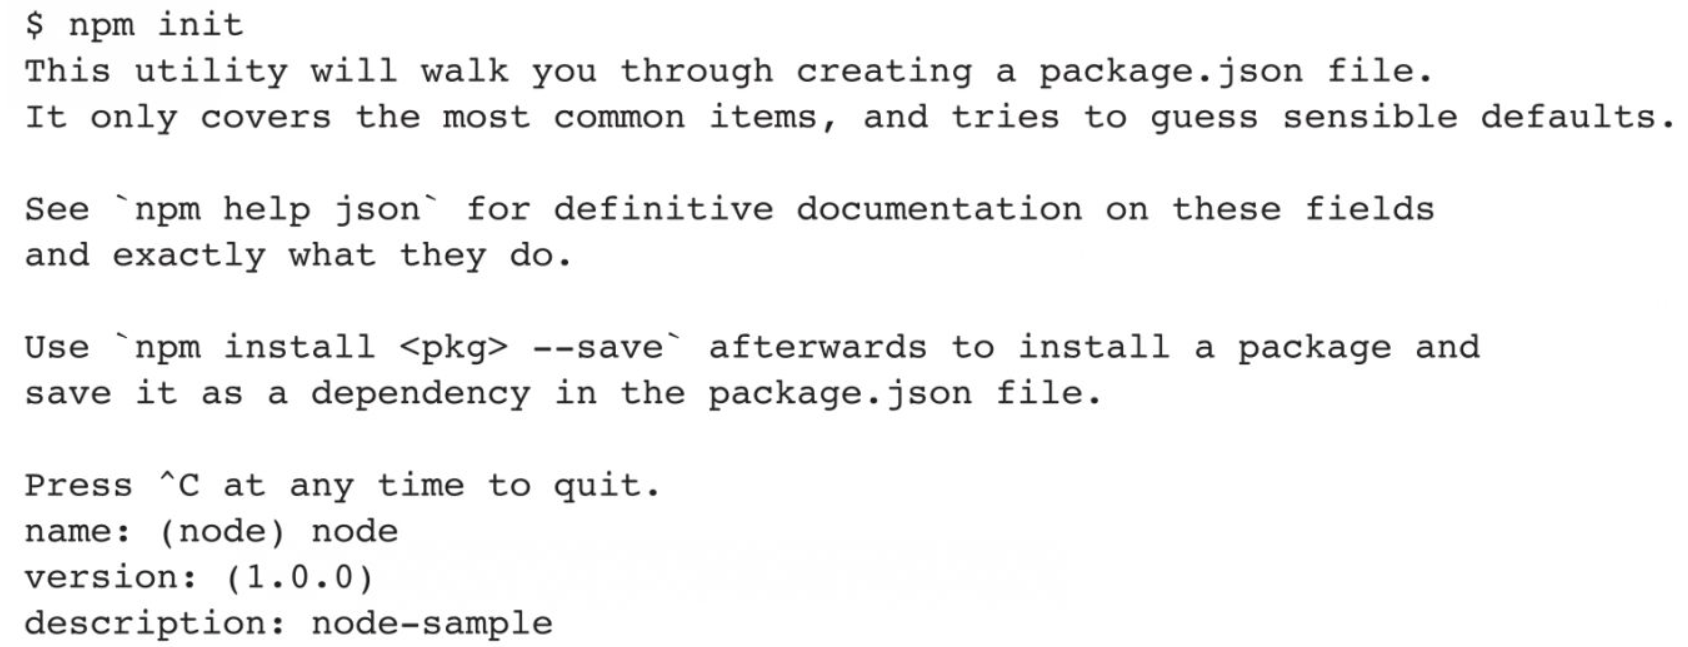 $ npm init
This utility will walk you through creating a package.json file.
It only covers the most common items, and tries to guess sensible defaults.
See `npm help json` for definitive documentation on these fields
and exactly what they do.
Use `npm install <pkg> --save` afterwards to install a package and
save it as a dependency in the package.json file.
Press ^C at any time to quit.
name: (node) node
version: (1.0.0)
description: node-sample